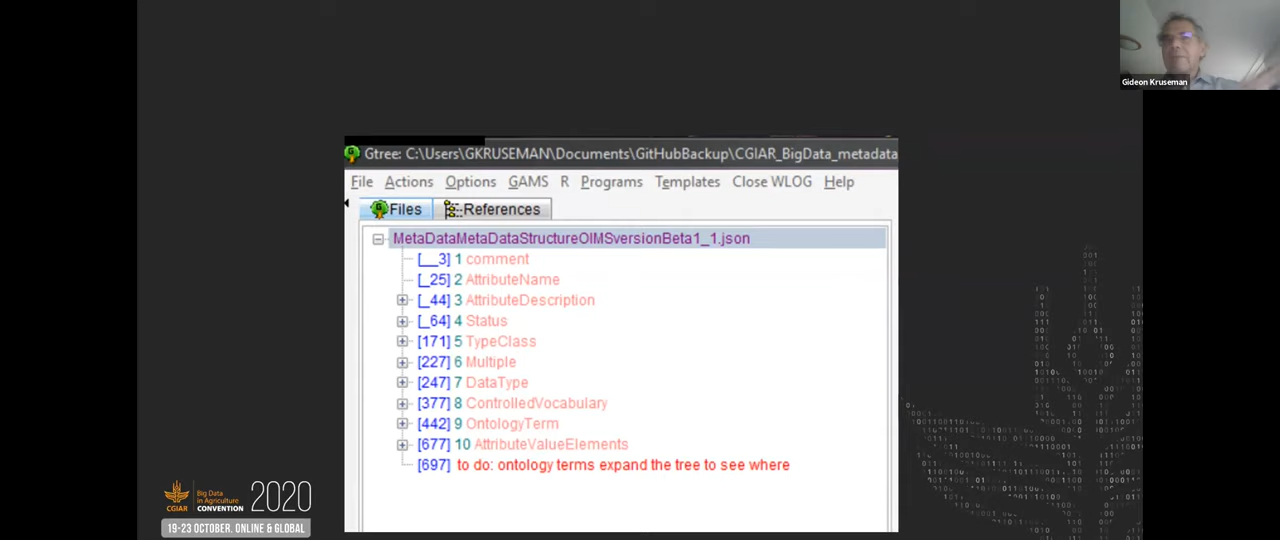 Gideon Kruseman
Gtree: C:\Users\GKRUSEMAN\Documents\GitHubBackup\CGIAR_BigData_metadata
File Actions Options GAMS R Programs Templates Close WLOG Help
Files References
MetaDataMetaDataStructureOIMSversionBeta1_1.json
[__3] 1 comment
[_25] 2 AttributeName
[_44] 3 AttributeDescription
[_64] 4 Status
[171] 5 TypeClass
[227] 6 Multiple
[247] 7 DataType
[377] 8 ControlledVocabulary
[442] 9 OntologyTerm
[677] 10 AttributeValueElements
[697] to do: ontology terms expand the tree to see where
CGIAR
Big Data
in Agriculture
CONVENTION
2020
19-23 OCTOBER. ONLINE & GLOBAL